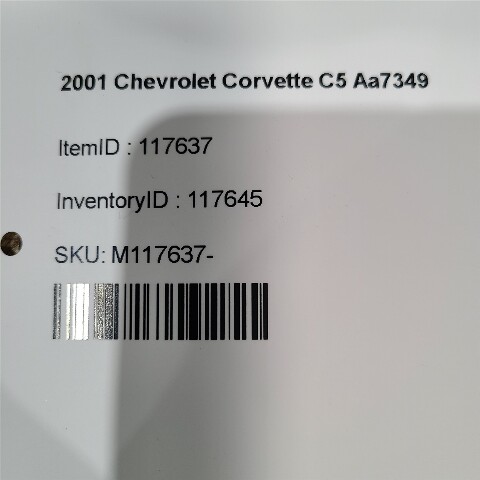 2001 Chevrolet Corvette C5 Aa7349
ItemID : 117637
InventoryID : 117645
SKU: M117637-